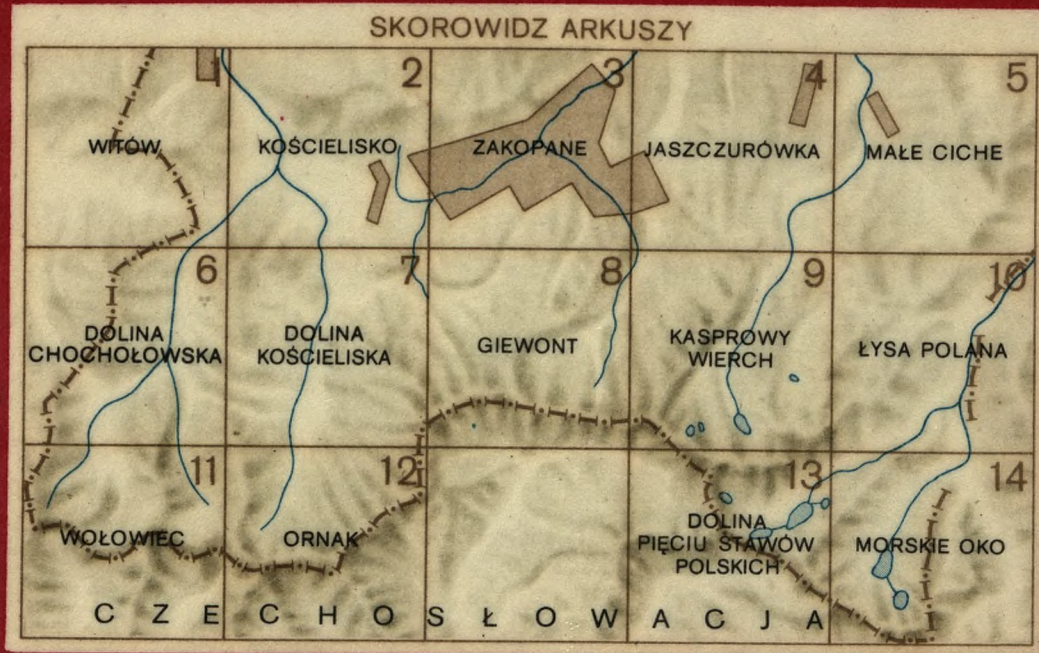 SKOROWIDZ ARKUSZY
1
2
3
4
5
WITÓW
KOŚCIELISKO
ZAKOPANE
JASZCZURÓWKA
MAŁE CICHE
6
7
8
9
10
DOLINA
CHOCHOŁOWSKA
DOLINA
KOŚCIELISKA
GIEWONT
KASPROWY
WIERCH
ŁYSA POLANA
11
12
13
14
WOŁOWIEC
ORNAK
DOLINA
PIĘCIU STAWÓW
POLSKICH
MORSKIE OKO
CZECHOSŁOWACJA